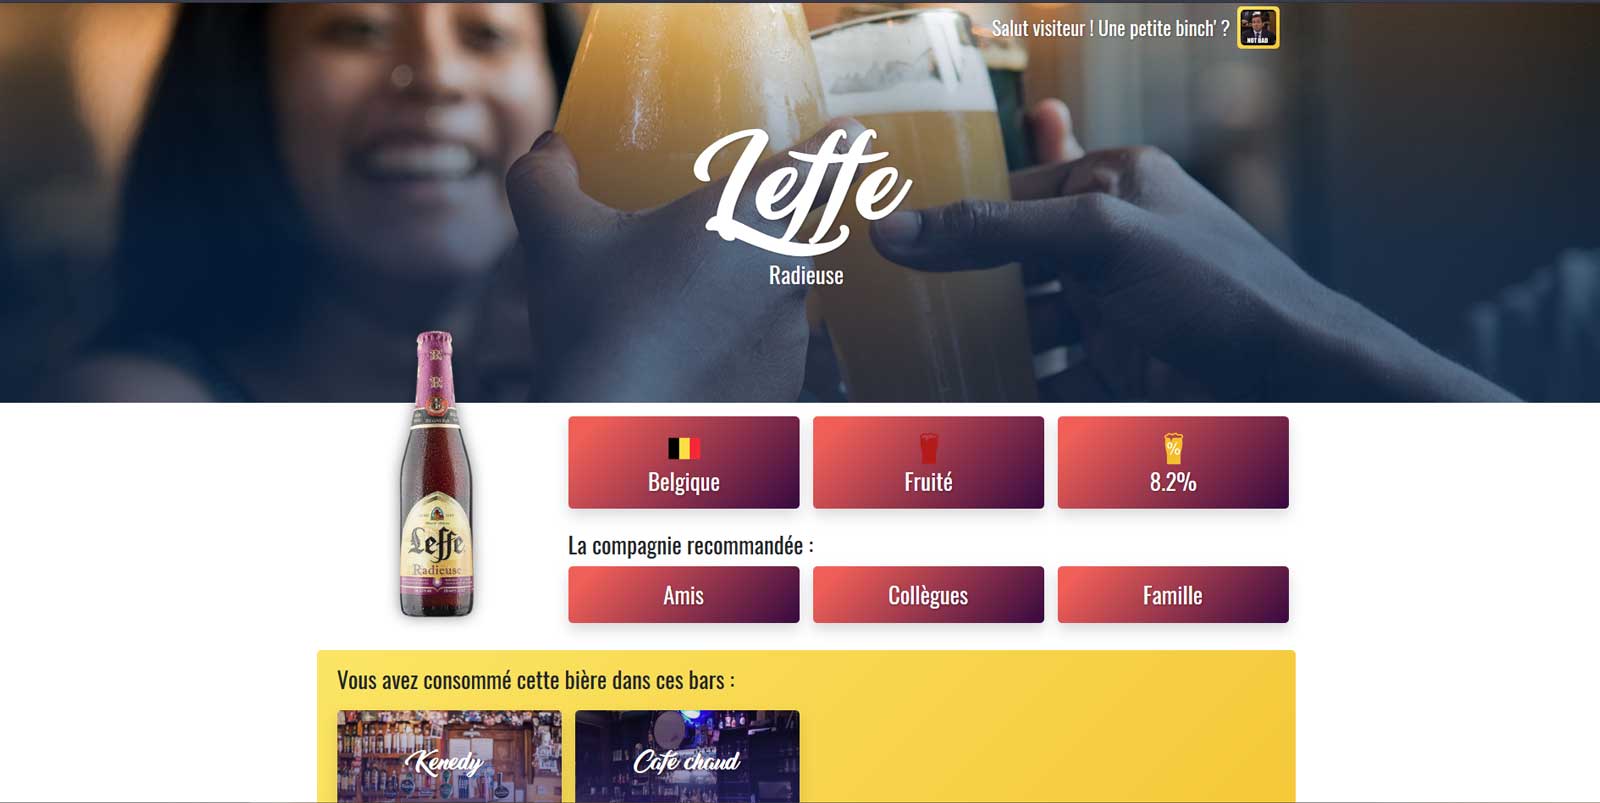 Salut visiteur ! Une petite binch' ?
NOT BAD
Leffe
Radieuse
Leffe
Radieuse
Belgique
Fruité
%
8.2%
La compagnie recommandée :
Amis
Collègues
Famille
Vous avez consommé cette bière dans ces bars :
Kenedy
Café chaud